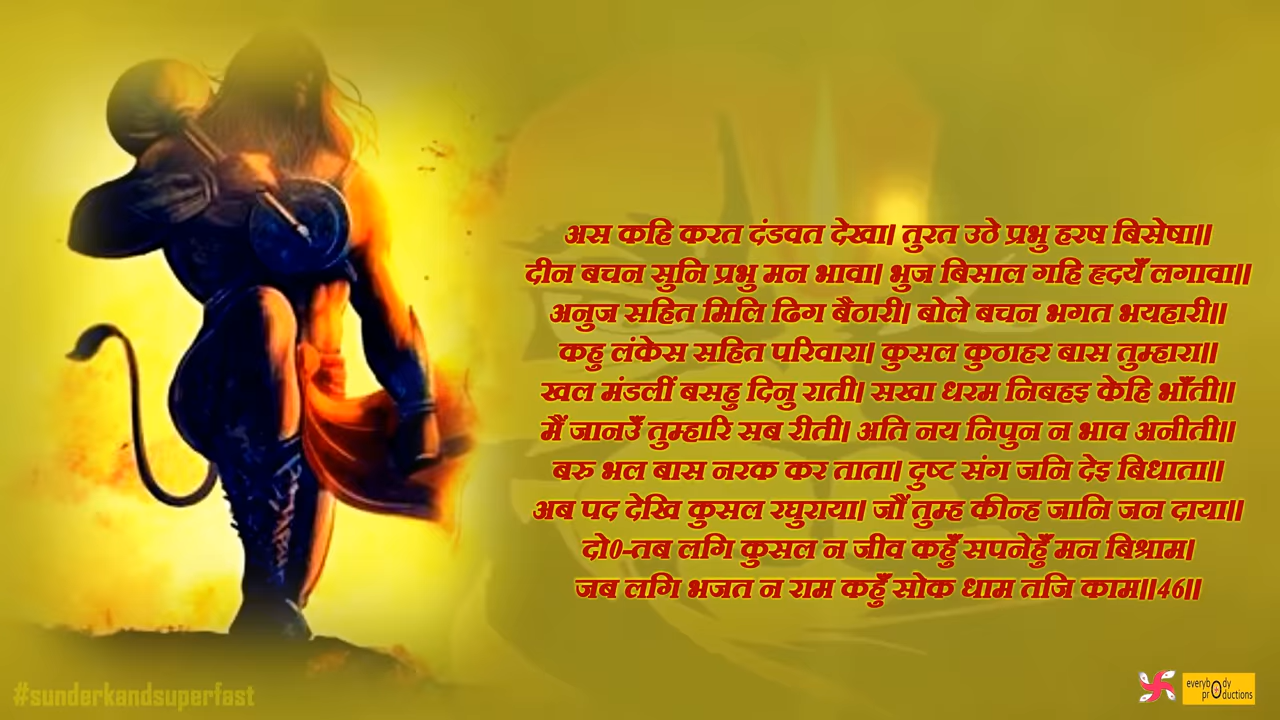 अस कहि करत दंडवत देखा। तुरत उठे प्रभु हरष बिसेषा॥
दीन बचन सुनि प्रभु मन भावा। भुज बिसाल गहि हृदयँ लगावा॥
अनुज सहित मिलि ढिग बैठारी। बोले बचन भगत भयहारी॥
कहु लंकेस सहित परिवारा। कुसल कुठाहर बास तुम्हारा॥
खल मंडलीं बसहु दिनु राती। सखा धरम निबहइ केहि भाँती॥
मैं जानउँ तुम्हारि सब रीती। अति नय निपुन न भाव अनीती॥
बरु भल बास नरक कर ताता। दुष्ट संग जनि देइ बिधाता॥
अब पद देखि कुसल रघुराया। जौं तुम्ह कीन्ह जानि जन दाया॥
दो0-तब लगि कुसल न जीव कहुँ सपनेहुँ मन बिश्राम।
जब लगि भजत न राम कहुँ सोक धाम तजि काम॥46॥
#sunderkandsuperfast
everybody
productions